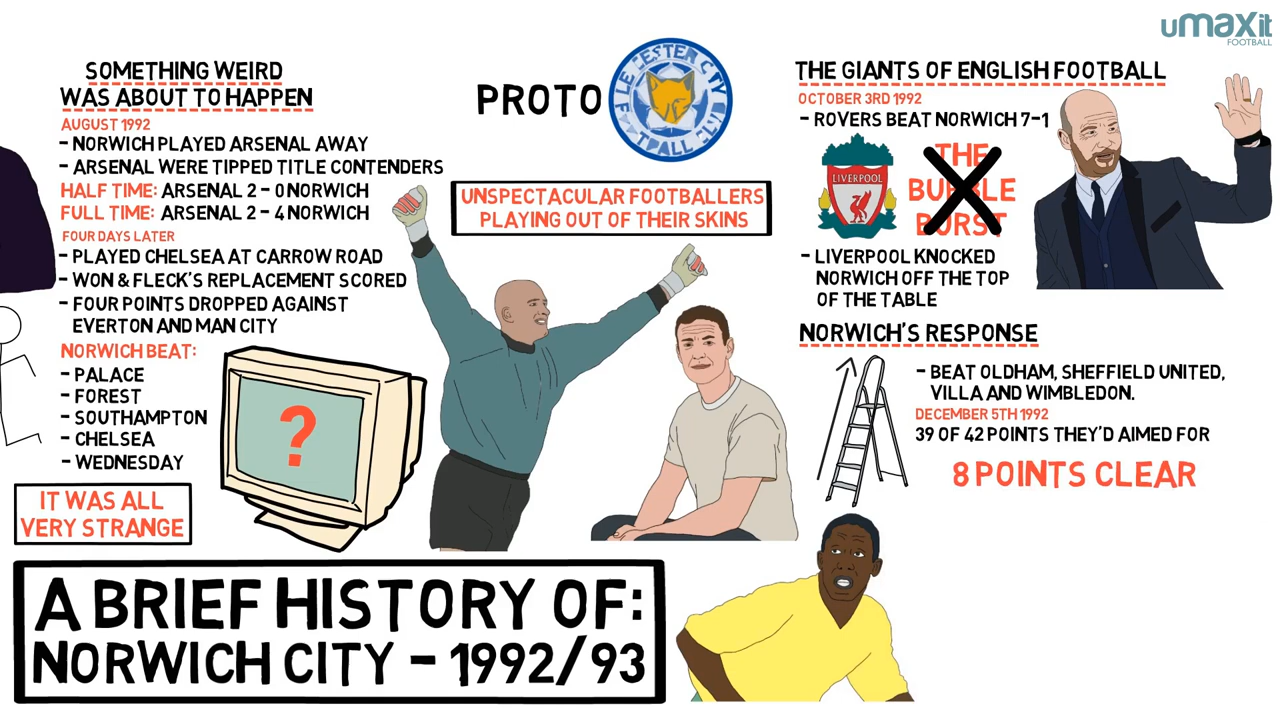 umaxit
FOOTBALL
SOMETHING WEIRD
WAS ABOUT TO HAPPEN
AUGUST 1992
- NORWICH PLAYED ARSENAL AWAY
- ARSENAL WERE TIPPED TITLE CONTENDERS
HALF TIME: ARSENAL 2 - 0 NORWICH
FULL TIME: ARSENAL 2 - 4 NORWICH
FOUR DAYS LATER
- PLAYED CHELSEA AT CARROW ROAD
- WON & FLECK'S REPLACEMENT SCORED
- FOUR POINTS DROPPED AGAINST
EVERTON AND MAN CITY
NORWICH BEAT:
- PALACE
- FOREST
- SOUTHAMPTON
- CHELSEA
- WEDNESDAY
?
IT WAS ALL
VERY STRANGE
PROTO
LEICESTER CITY
FOOTBALL CLUB
UNSPECTACULAR FOOTBALLERS
PLAYING OUT OF THEIR SKINS
THE GIANTS OF ENGLISH FOOTBALL
OCTOBER 3RD 1992
- ROVERS BEAT NORWICH 7-1
LIVERPOOL
THE
BUBBLE
BURST
- LIVERPOOL KNOCKED
NORWICH OFF THE TOP
OF THE TABLE
NORWICH'S RESPONSE
- BEAT OLDHAM, SHEFFIELD UNITED,
VILLA AND WIMBLEDON.
DECEMBER 5TH 1992
39 OF 42 POINTS THEY'D AIMED FOR
8 POINTS CLEAR
A BRIEF HISTORY OF:
NORWICH CITY - 1992/93